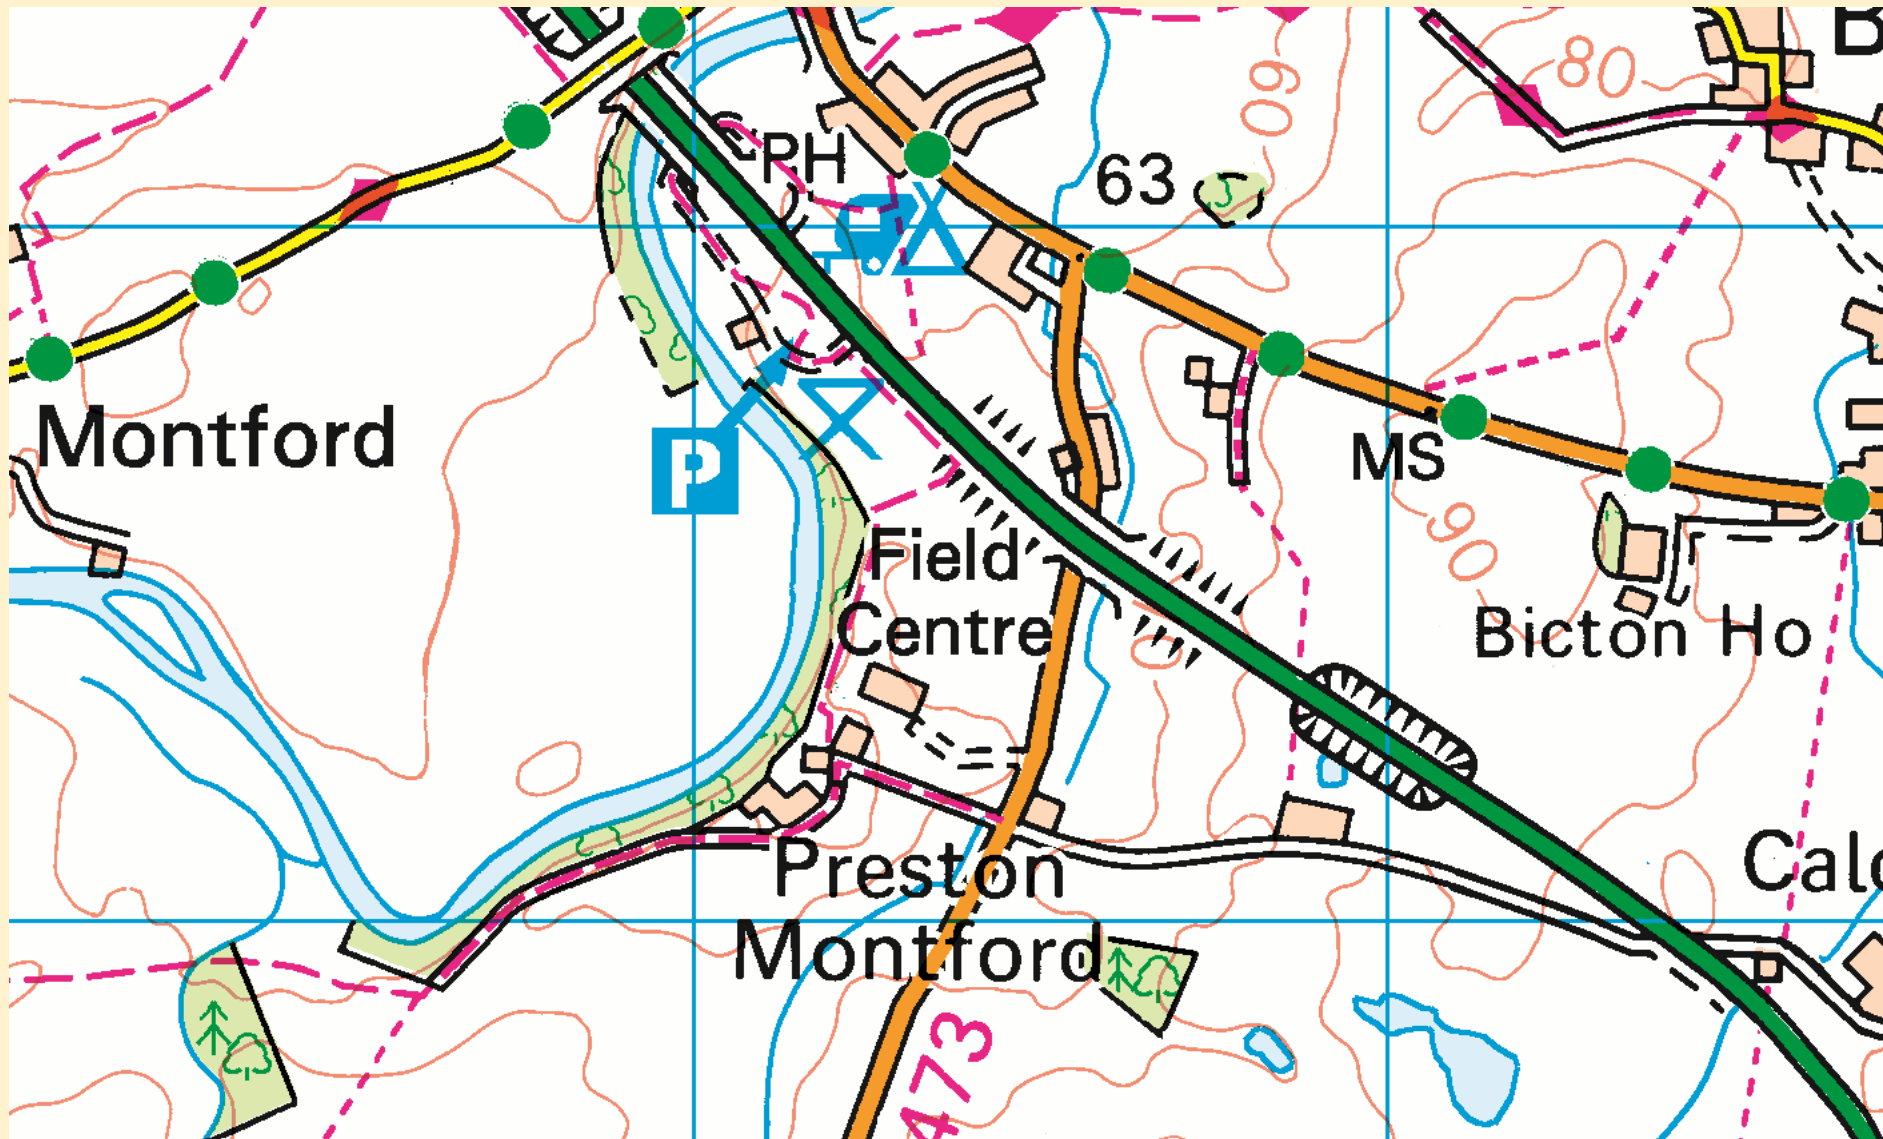 B
80
60
PH
63
Montford
MS
P
90
Field
Centre
Bicton Ho
Preston
Montford
Calc
473